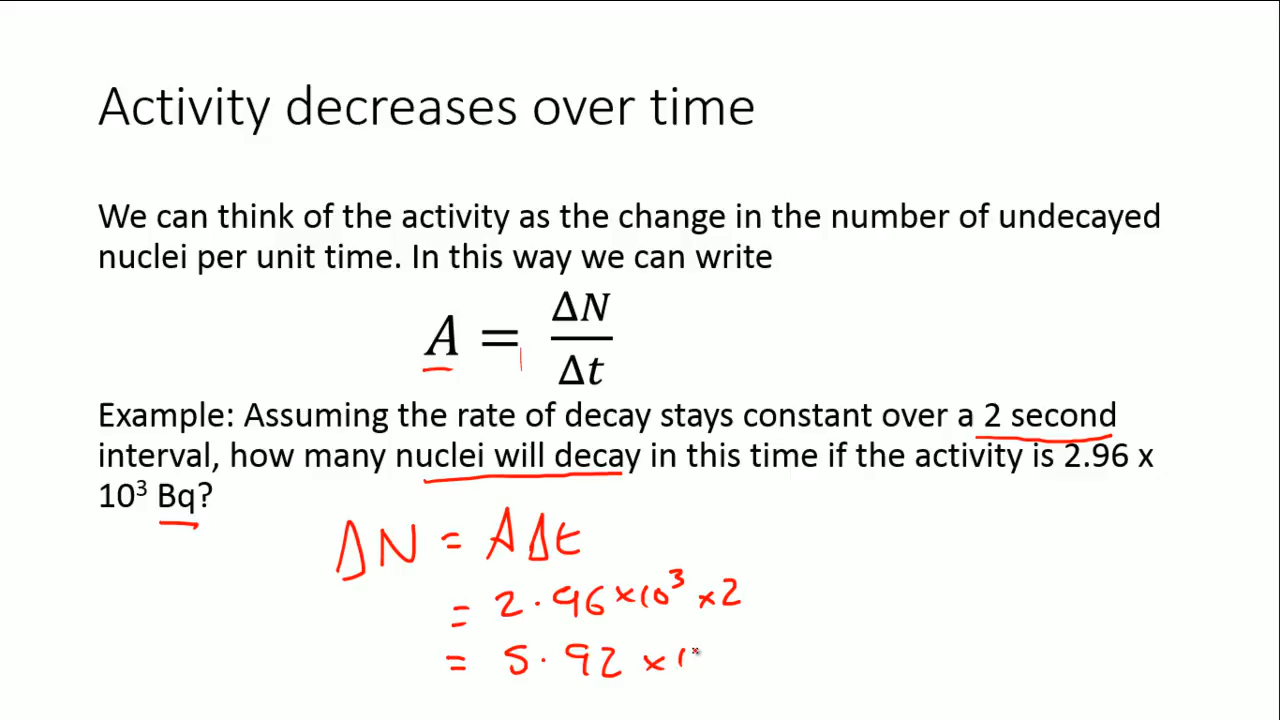 Activity decreases over time
We can think of the activity as the change in the number of undecayed
nuclei per unit time. In this way we can write
A = ΔN/Δt
Example: Assuming the rate of decay stays constant over a 2 second
interval, how many nuclei will decay in this time if the activity is 2.96 x
10³ Bq?
ΔN = AΔt
= 2.96 ×10³ ×2
= 5.92 ×1